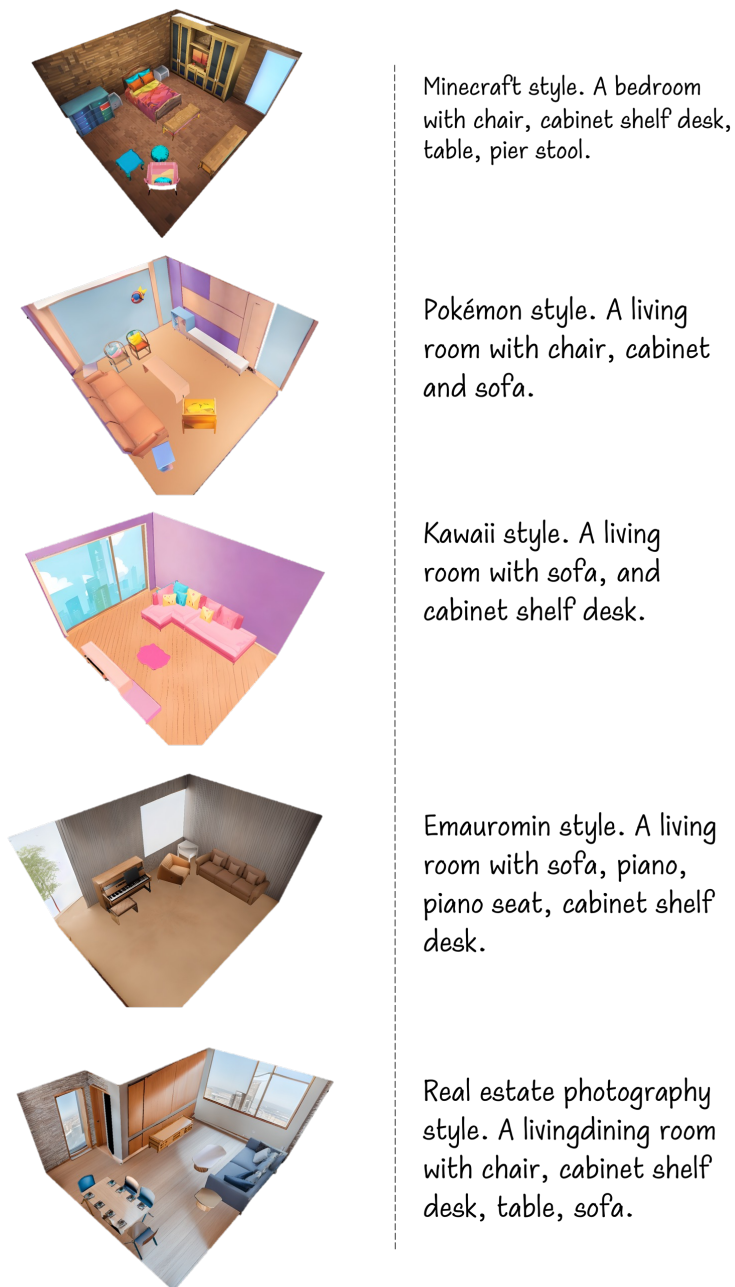 Minecraft style. A bedroom
with chair, cabinet shelf desk,
table, pier stool.
Pokémon style. A living
room with chair, cabinet
and sofa.
Kawaii style. A living
room with sofa, and
cabinet shelf desk.
Emauromin style. A living
room with sofa, piano,
piano seat, cabinet shelf
desk.
Real estate photography
style. A livingdining room
with chair, cabinet shelf
desk, table, sofa.